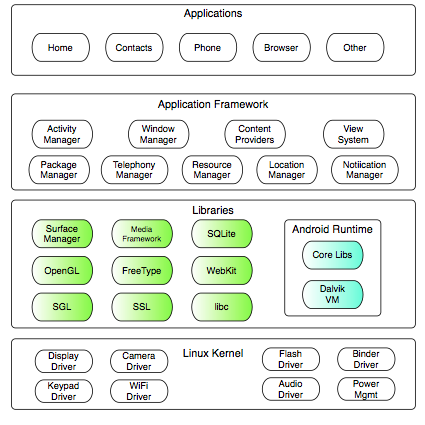 Applications
Home
Contacts
Phone
Browser
Other
Application Framework
Activity
Manager
Window
Manager
Content
Providers
View
System
Package
Manager
Telephony
Manager
Resource
Manager
Location
Manager
Notiication
Manager
Libraries
Surface
Manager
Media
Framework
SQLite
OpenGL
FreeType
WebKit
SGL
SSL
libc
Android Runtime
Core Libs
Dalvik
VM
Linux Kernel
Display
Driver
Camera
Driver
Flash
Driver
Binder
Driver
Keypad
Driver
WiFi
Driver
Audio
Driver
Power
Mgmt